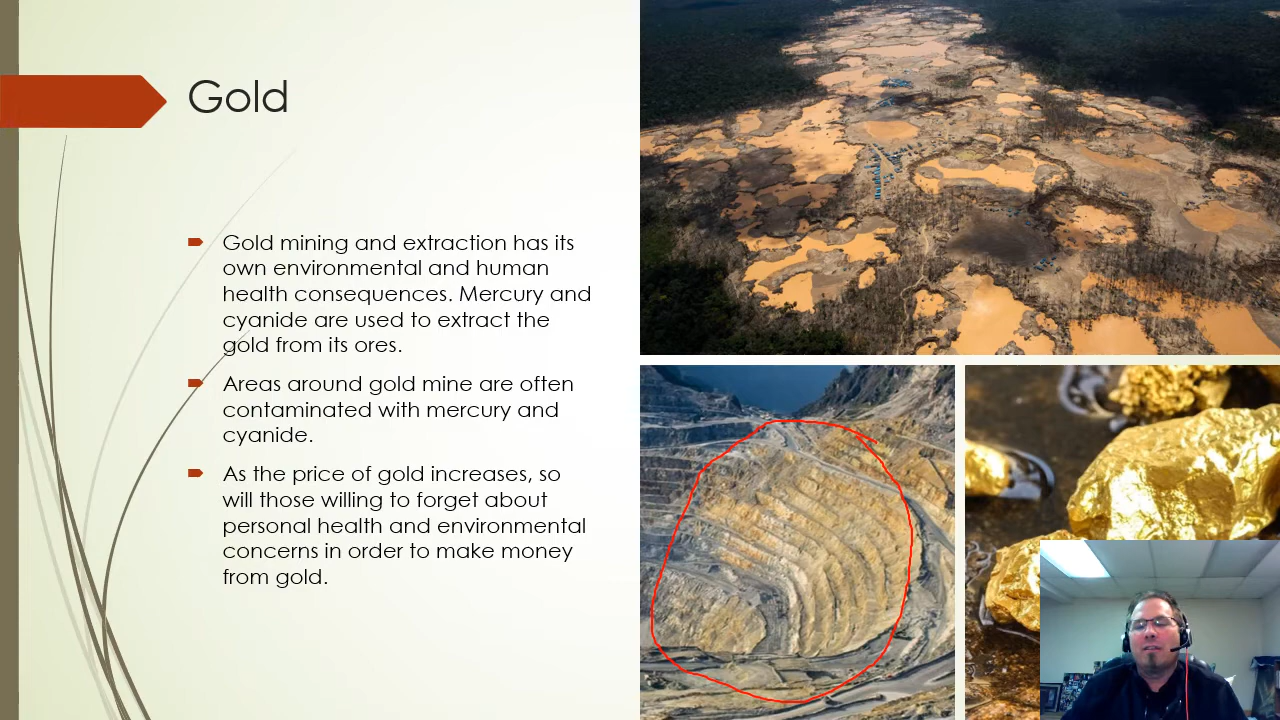 Gold
Gold mining and extraction has its
own environmental and human
health consequences. Mercury and
cyanide are used to extract the
gold from its ores.
Areas around gold mine are often
contaminated with mercury and
cyanide.
As the price of gold increases, so
will those willing to forget about
personal health and environmental
concerns in order to make money
from gold.